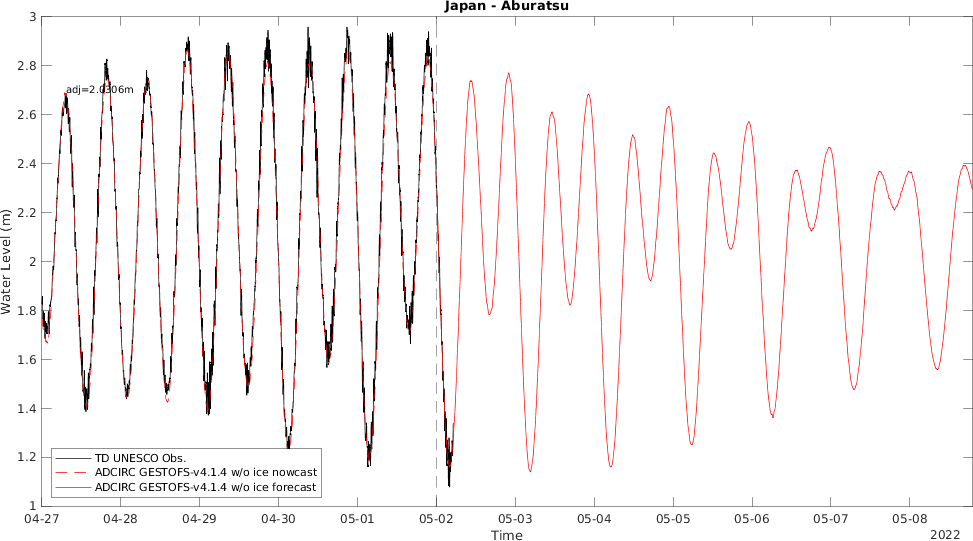 Japan - Aburatsu
3
2.8
adj=2.0306m
2.6
2.4
2.2
Water Level (m)
2
1.8
1.6
1.4
1.2
1
TD UNESCO Obs.
ADCIRC GESTOFS-v4.1.4 w/o ice nowcast
ADCIRC GESTOFS-v4.1.4 w/o ice forecast
04-27 04-28 04-29 04-30 05-01 05-02 05-03 05-04 05-05 05-06 05-07 05-08
Time
2022